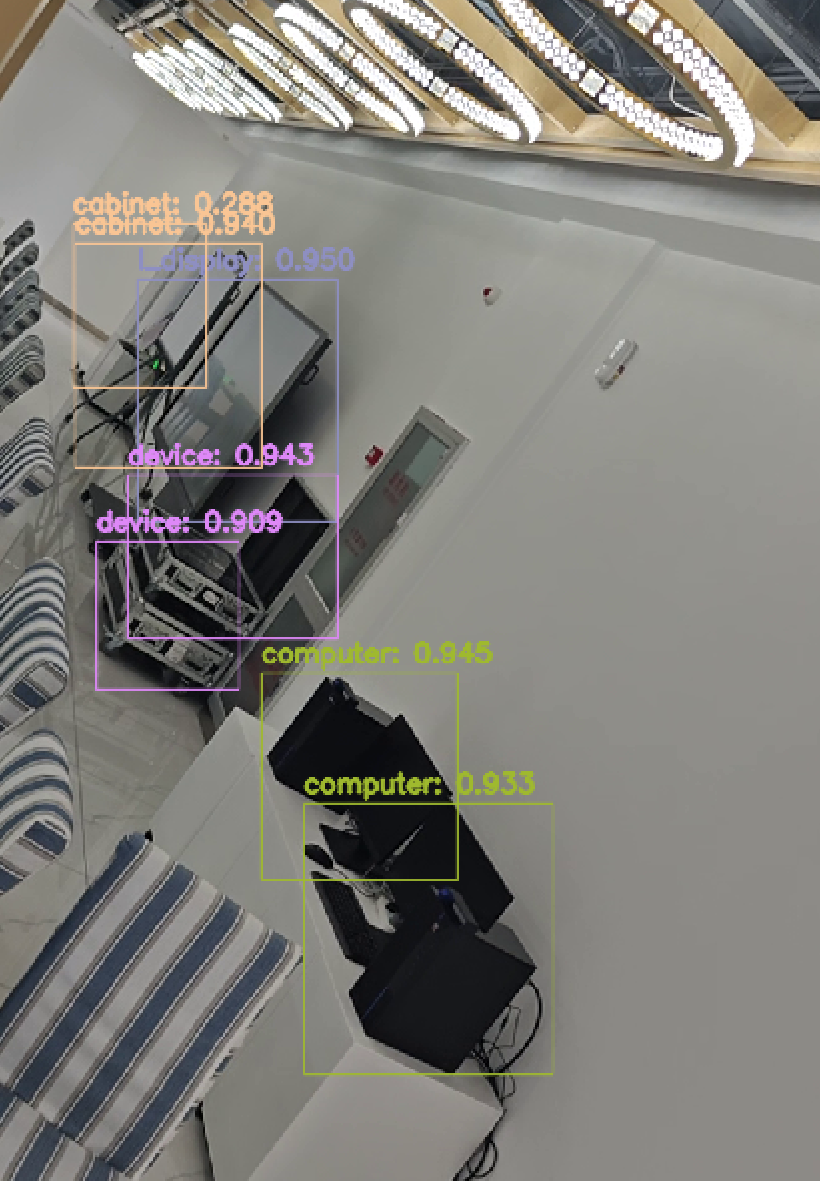 cabinet: 0.288
cabinet: 0.940
L_display: 0.950
device: 0.943
device: 0.909
computer: 0.945
computer: 0.933